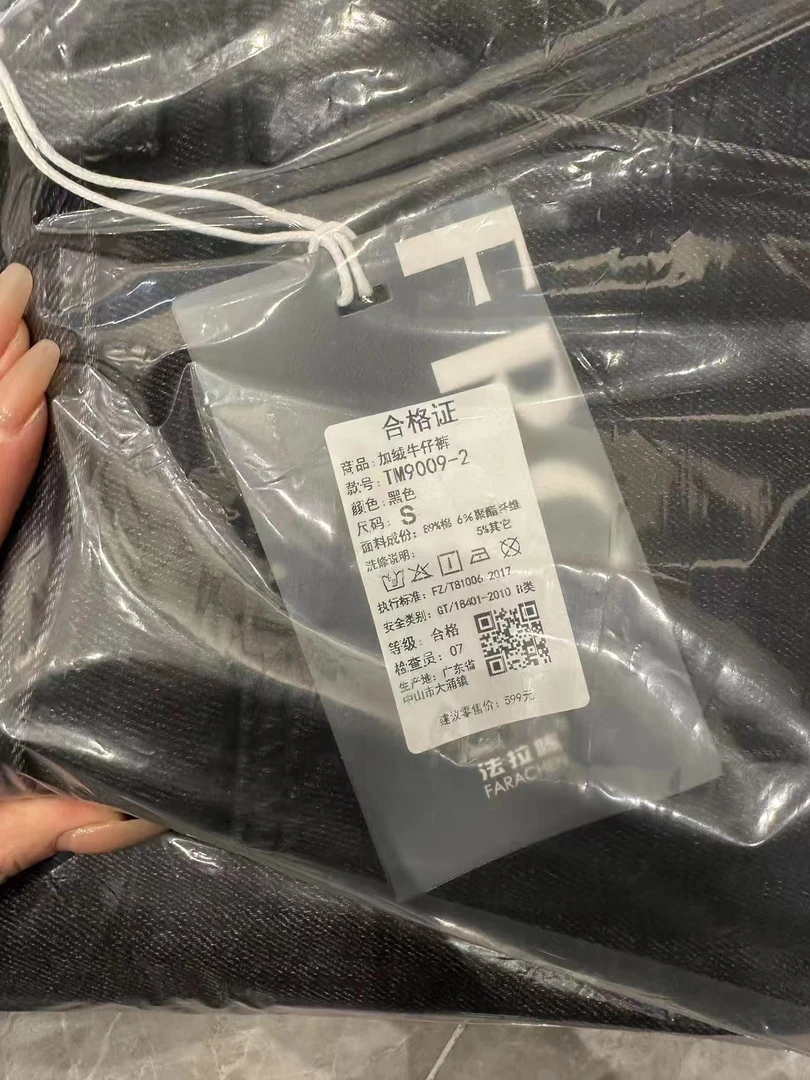 合格证
商品：加绒牛仔裤
款号：TM9009-2
颜色：黑色
尺码： S
面料成份：89%棉 6%聚酯纤维
5%其它
洗涤说明：
执行标准：FZ/T81006 2017
安全类别：GT/18401-2010 B类
等级：合格
检查员：07
生产地：广东省
中山市大涌镇
建议零售价：599元
法拉